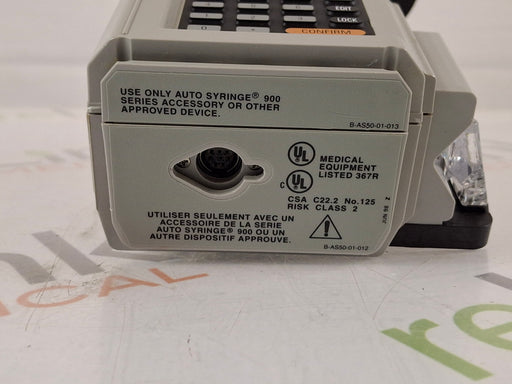 EDIT
LOCK
0
CONFIRM
USE ONLY AUTO SYRINGE® 900
SERIES ACCESSORY OR OTHER
APPROVED DEVICE.
B-AS50-01-013
UL MEDICAL
EQUIPMENT
C UL LISTED 367R
CSA C22.2 No.125
RISK CLASS 2
UTILISER SEULEMENT AVEC UN
ACCESSOIRE DE LA SERIE
AUTO SYRINGE® 900 OU UN
AUTRE DISPOSITIF APPROUVE.
!
B-AS50-01-012